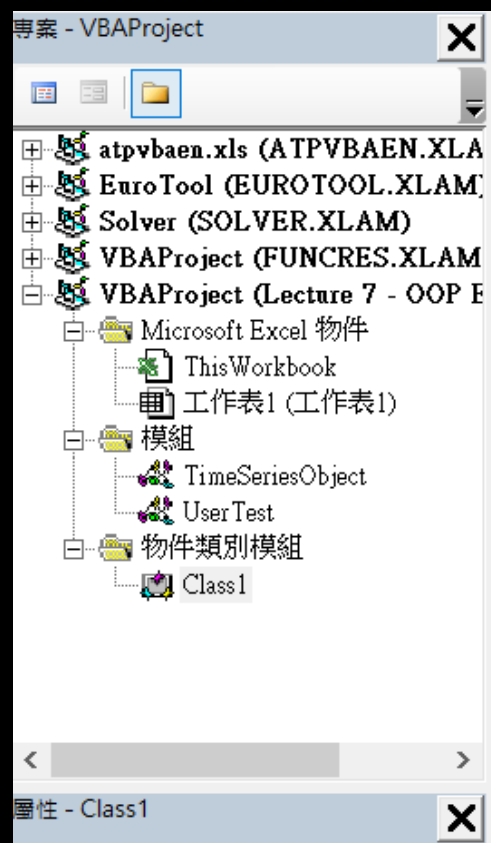 專案 - VBAProject
atpvbaen.xls (ATPVBAEN.XLA
EuroTool (EUROTOOL.XLAM)
Solver (SOLVER.XLAM)
VBAProject (FUNCRES.XLAM
VBAProject (Lecture 7 - OOP E
Microsoft Excel 物件
ThisWorkbook
工作表1 (工作表1)
模組
TimeSeriesObject
UserTest
物件類別模組
Class1
屬性 - Class1